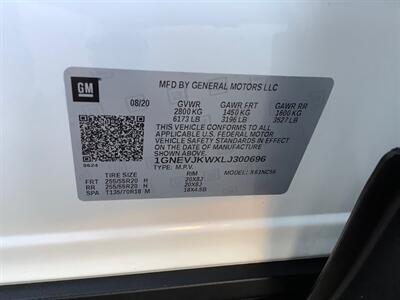 GM
MFD BY GENERAL MOTORS LLC
08/20 GVWR GAWR FRT GAWR RR
2800 KG 1450 KG 1600 KG
6173 LB 3196 LB 3527 LB
THIS VEHICLE CONFORMS TO ALL
APPLICABLE U.S. FEDERAL MOTOR
VEHICLE SAFETY STANDARDS IN
EFFECT ON THE DATE OF
MANUFACTURE SHOWN ABOVE.
1GNEVJKWXLJ300696
TYPE: M.P.V. MODEL:
8624
TIRE SIZE RIM
FRT 255/55R20 H 20X8J
RR 255/55R20 H 20X8J
SPA T135/70R18 M 18X4.5B